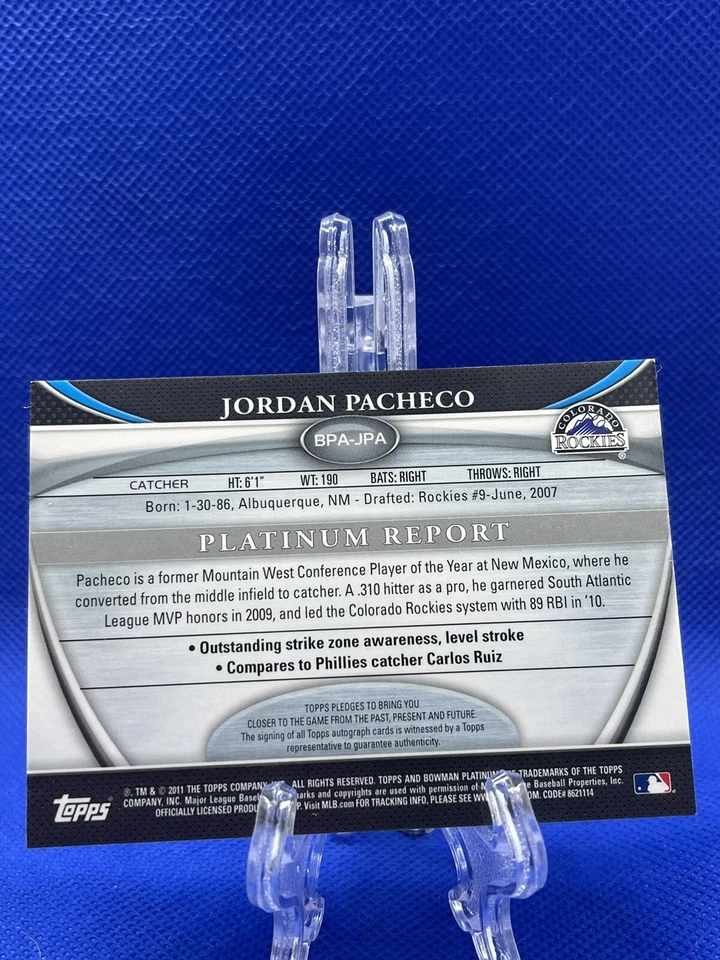 JORDAN PACHECO
BPA-JPA
COLORADO
ROCKIES
®
CATCHER HT: 6'1" WT: 190 BATS: RIGHT THROWS: RIGHT
Born: 1-30-86, Albuquerque, NM - Drafted: Rockies #9-June, 2007
PLATINUM REPORT
Pacheco is a former Mountain West Conference Player of the Year at New Mexico, where he
converted from the middle infield to catcher. A .310 hitter as a pro, he garnered South Atlantic
League MVP honors in 2009, and led the Colorado Rockies system with 89 RBI in '10.
• Outstanding strike zone awareness, level stroke
• Compares to Phillies catcher Carlos Ruiz
TOPPS PLEDGES TO BRING YOU
CLOSER TO THE GAME FROM THE PAST, PRESENT AND FUTURE.
The signing of all Topps autograph cards is witnessed by a Topps
representative to guarantee authenticity.
topps
®, TM & © 2011 THE TOPPS COMPANY, ALL RIGHTS RESERVED. TOPPS AND BOWMAN PLATINUM TRADEMARKS OF THE TOPPS
COMPANY, INC. Major League and copyrights are used with permission of Baseball Properties, Inc.
OFFICIALLY LICENSED Visit MLB.com FOR TRACKING INFO. PLEASE SEE CODE# 8621114